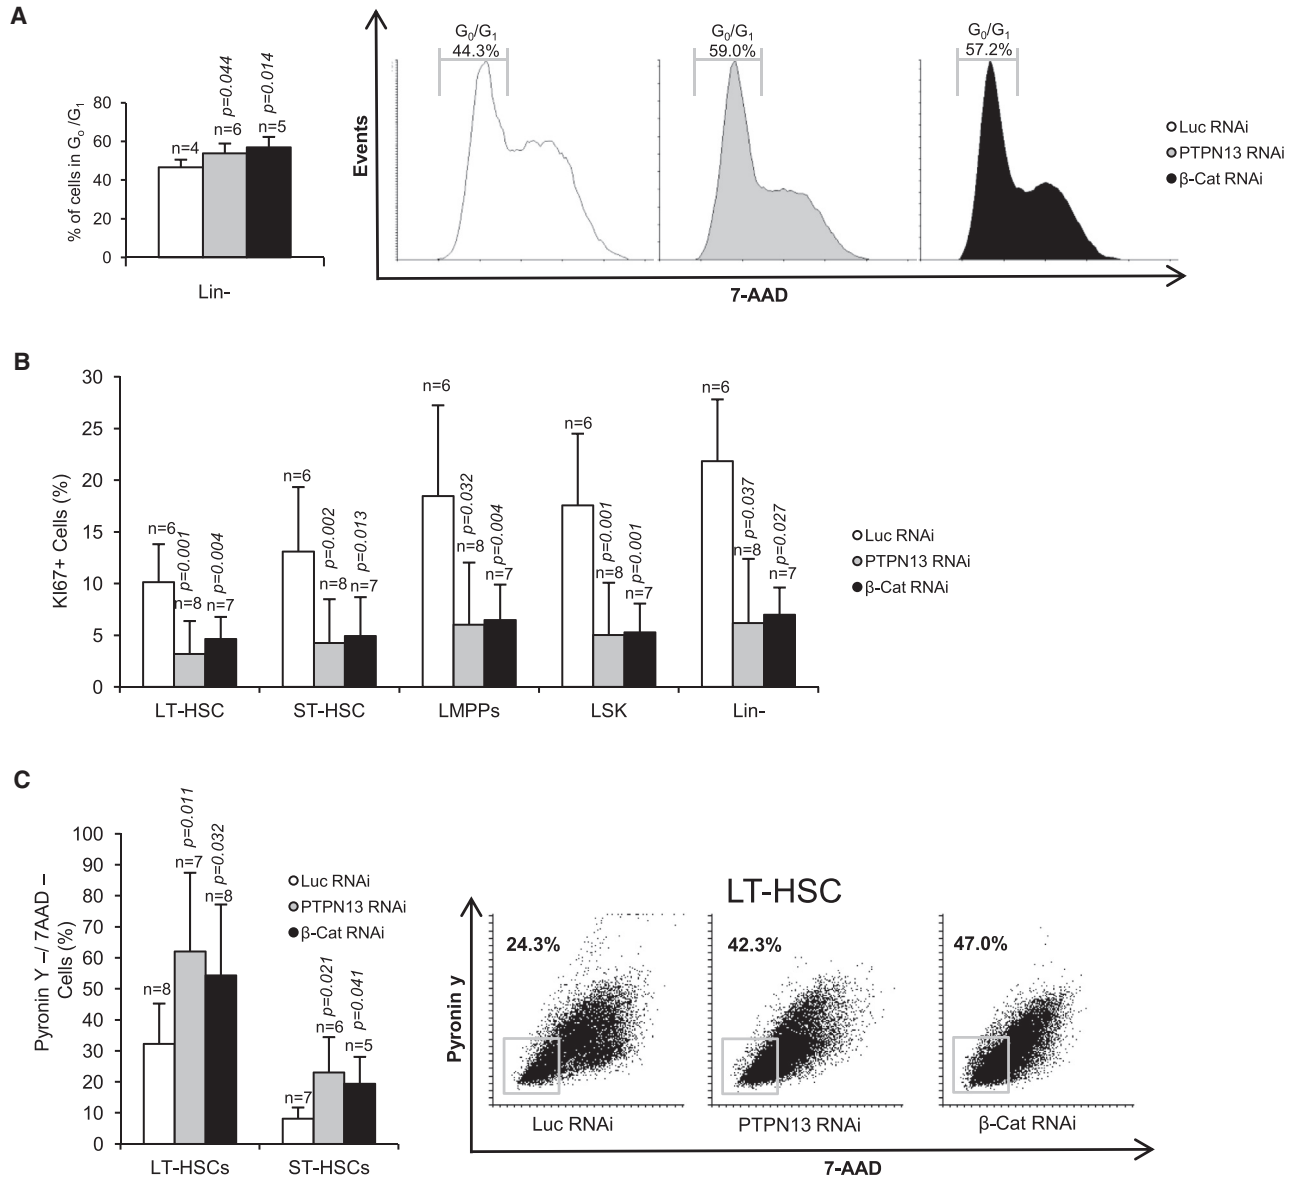 A
% of cells in Go /G1
80
60
40
20
0
n=4
n=6
p=0.044
n=5
p=0.014
Lin-
Events
G0/G1
44.3%
G0/G1
59.0%
G0/G1
57.2%
7-AAD
Luc RNAi
PTPN13 RNAi
β-Cat RNAi
B
KI67+ Cells (%)
30
25
20
15
10
5
0
n=6
n=8
p=0.001
n=7
p=0.004
n=6
n=8
p=0.002
n=7
p=0.013
n=6
n=8
p=0.032
n=7
p=0.004
n=6
n=8
p=0.001
n=7
p=0.001
n=6
n=8
p=0.037
n=7
p=0.027
LT-HSC
ST-HSC
LMPPs
LSK
Lin-
Luc RNAi
PTPN13 RNAi
β-Cat RNAi
C
Pyronin Y –/ 7AAD –
Cells (%)
100
90
80
70
60
50
40
30
20
10
0
n=8
n=7
p=0.011
n=8
p=0.032
n=7
n=6
p=0.021
n=5
p=0.041
LT-HSCs
ST-HSCs
Luc RNAi
PTPN13 RNAi
β-Cat RNAi
LT-HSC
Pyronin y
24.3%
42.3%
47.0%
Luc RNAi
PTPN13 RNAi
β-Cat RNAi
7-AAD